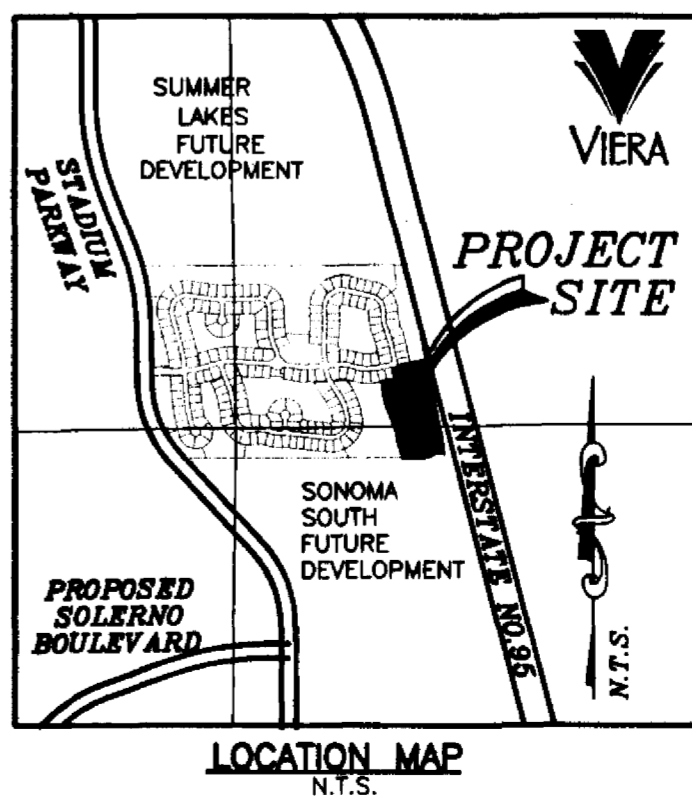 SUMMER
LAKES
FUTURE
DEVELOPMENT
VIERA
STADIUM
PARKWAY
PROJECT
SITE
INTERSTATE NO.95
SONOMA
SOUTH
FUTURE
DEVELOPMENT
PROPOSED
SOLERNO
BOULEVARD
N.T.S.
LOCATION MAP
N.T.S.